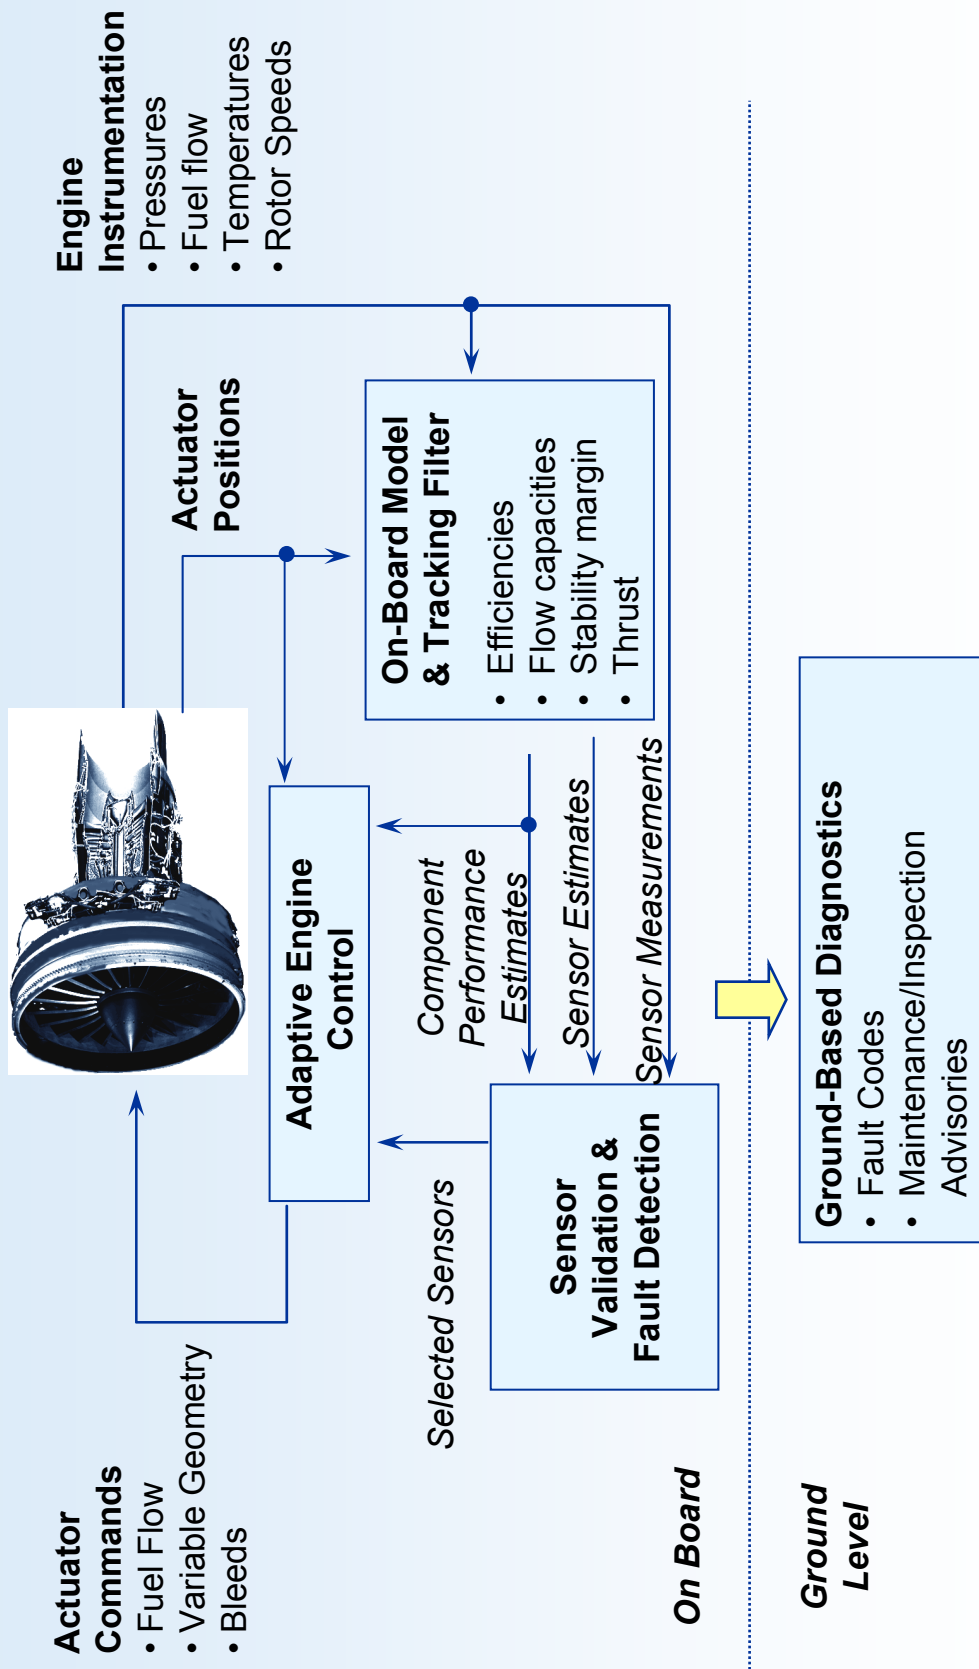 Actuator
Commands
• Fuel Flow
• Variable Geometry
• Bleeds
Engine
Instrumentation
• Pressures
• Fuel flow
• Temperatures
• Rotor Speeds
Actuator
Positions
Adaptive Engine
Control
On-Board Model
& Tracking Filter
• Efficiencies
• Flow capacities
• Stability margin
• Thrust
Selected Sensors
Component
Performance
Estimates
Sensor Estimates
Sensor Measurements
Sensor
Validation &
Fault Detection
On Board
Ground
Level
Ground-Based Diagnostics
• Fault Codes
• Maintenance/Inspection
Advisories